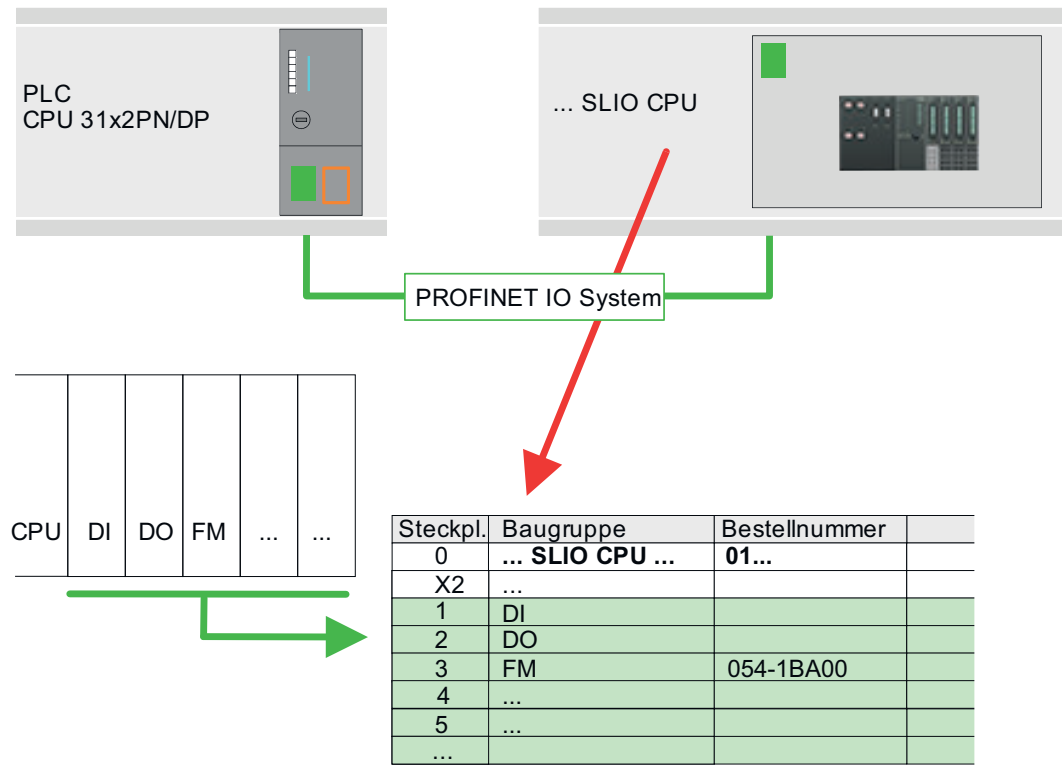 PLC
CPU 31x2PN/DP
... SLIO CPU
PROFINET IO System
CPU DI DO FM ... ...
Steckpl. Baugruppe Bestellnummer
0 ... SLIO CPU ... 01...
X2 ...
1 DI
2 DO
3 FM 054-1BA00
4 ...
5 ...
...